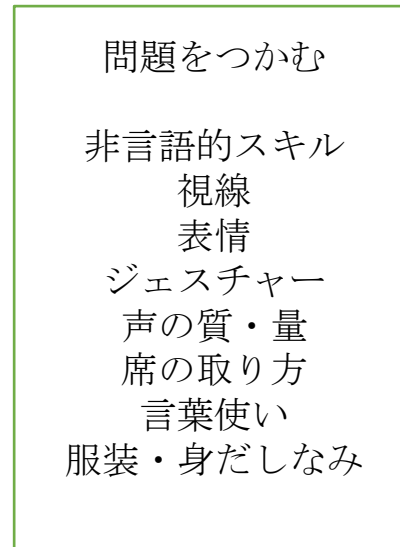 問題をつかむ
非言語的スキル
視線
表情
ジェスチャー
声の質・量
席の取り方
言葉使い
服装・身だしなみ